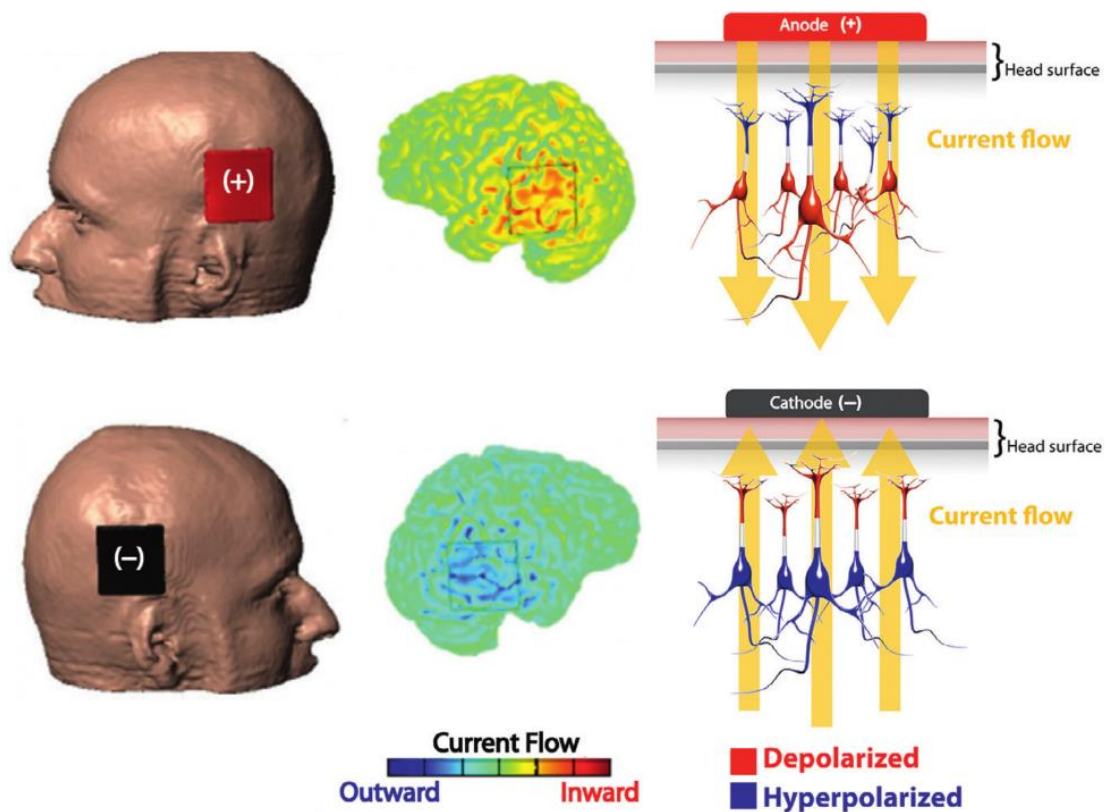 Anode (+)
Head surface
(+)
Current flow
Cathode (−)
Head surface
(−)
Current flow
Current Flow
Outward Inward
Depolarized
Hyperpolarized